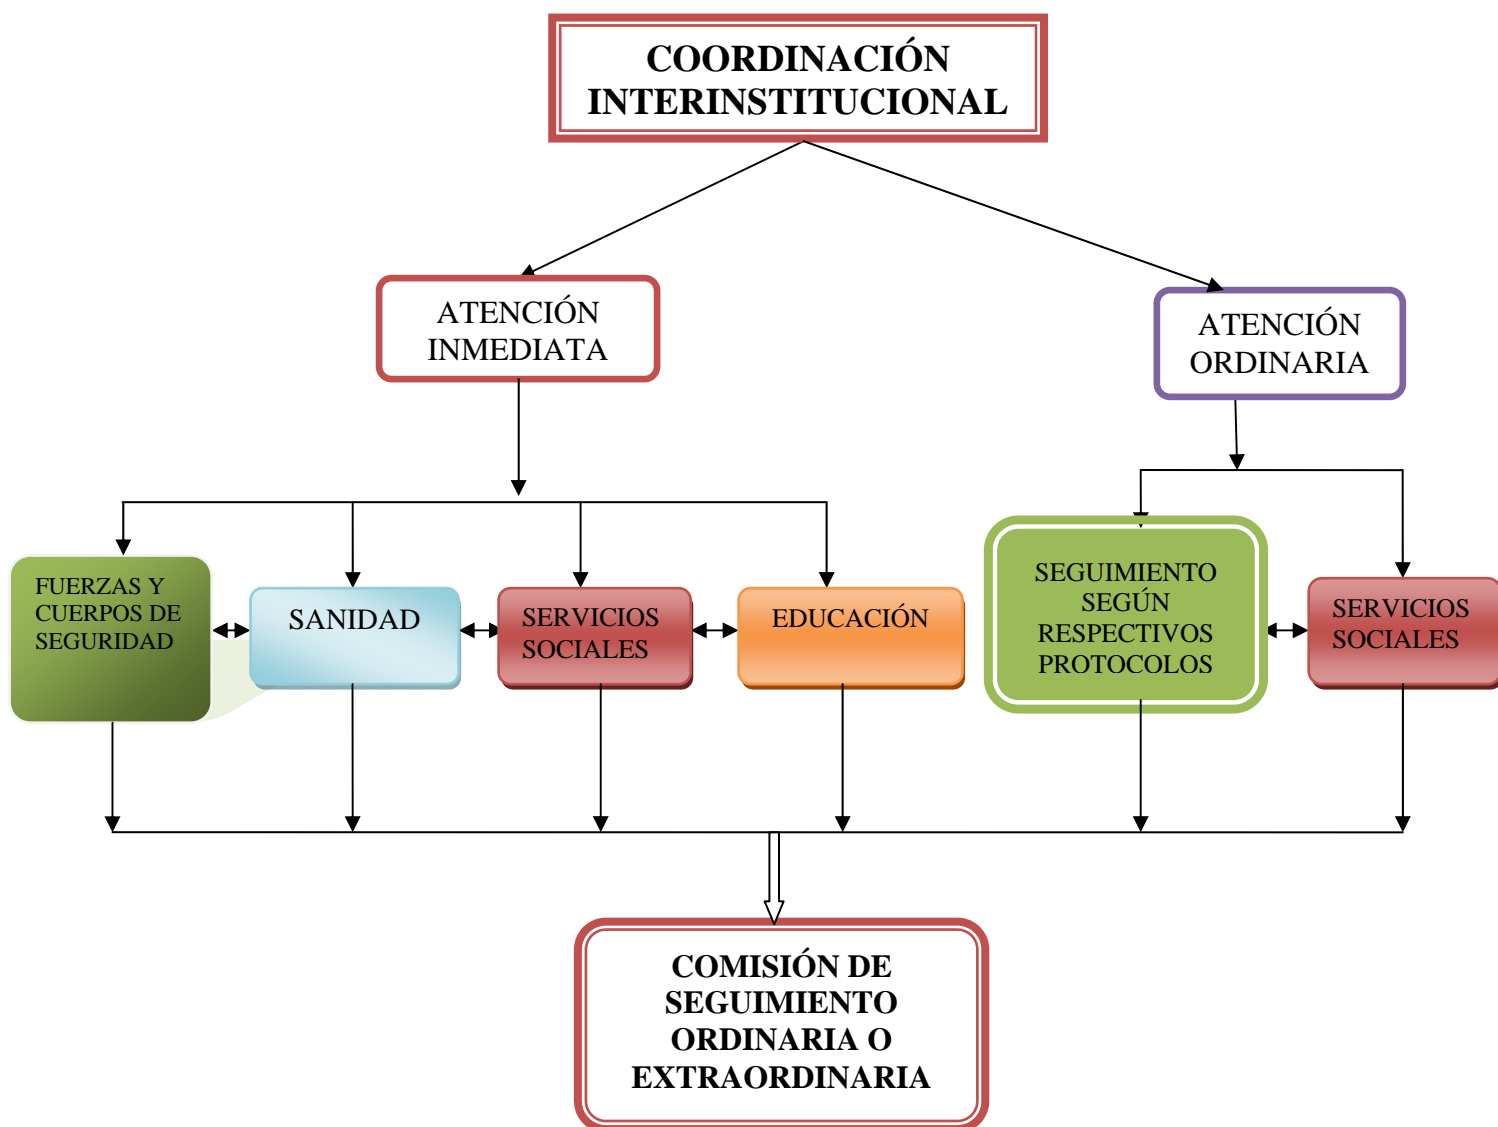 COORDINACIÓN
INTERINSTITUCIONAL
ATENCIÓN
INMEDIATA
ATENCIÓN
ORDINARIA
FUERZAS Y
CUERPOS DE
SEGURIDAD
SANIDAD
SERVICIOS
SOCIALES
EDUCACIÓN
SEGUIMIENTO
SEGÚN
RESPECTIVOS
PROTOCOLOS
SERVICIOS
SOCIALES
COMISIÓN DE
SEGUIMIENTO
ORDINARIA O
EXTRAORDINARIA